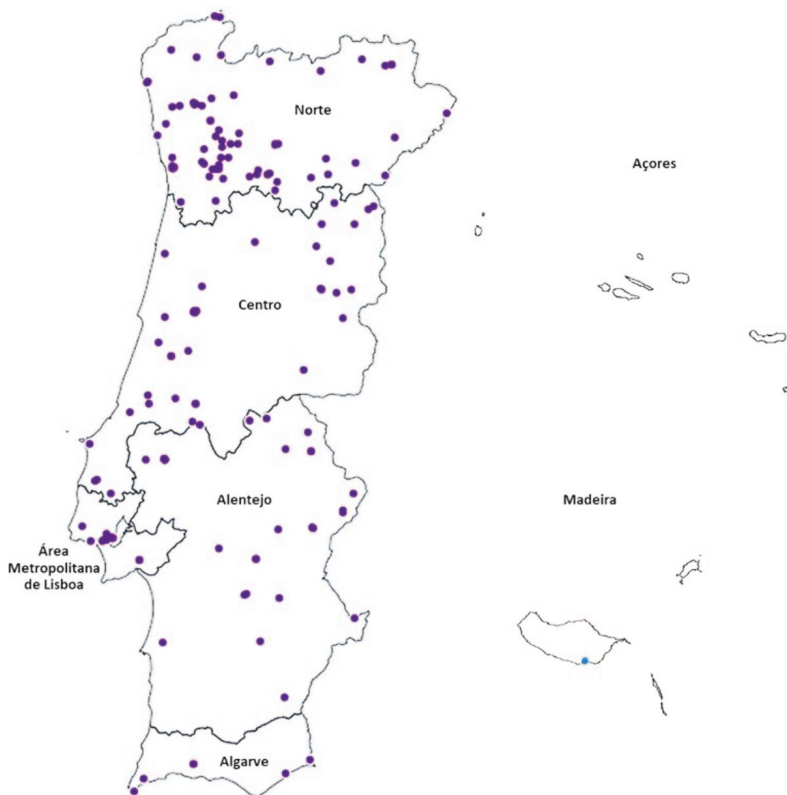 Norte
Açores
Centro
Alentejo
Madeira
Área
Metropolitana
de Lisboa
Algarve